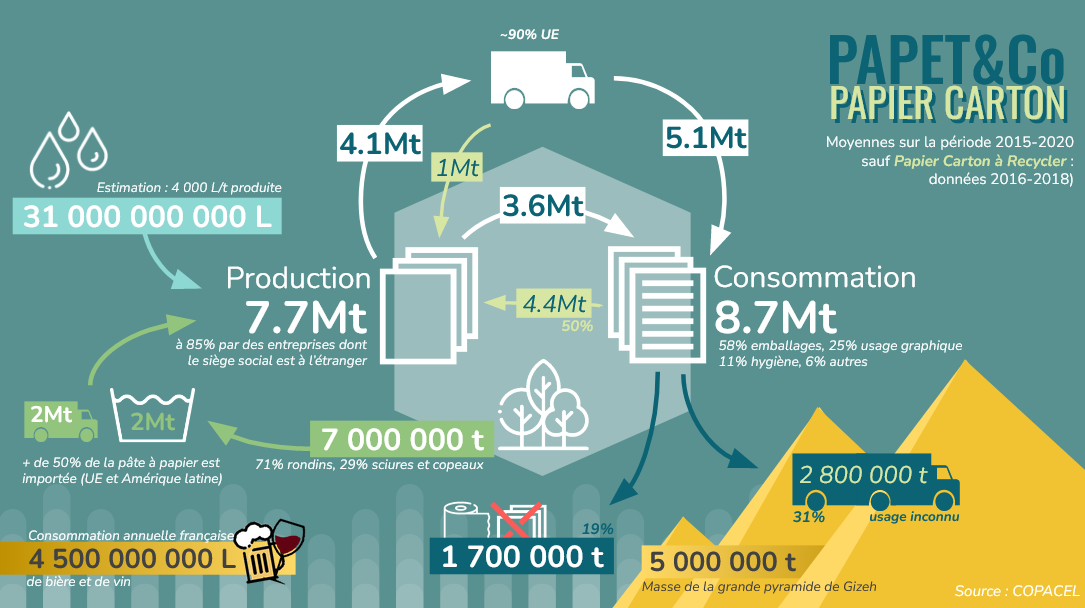 ~90% UE
PAPET&Co
PAPIER CARTON
Moyennes sur la période 2015-2020
sauf Papier Carton à Recycler :
données 2016-2018)
4.1Mt
1Mt
5.1Mt
3.6Mt
Estimation : 4 000 L/t produite
31 000 000 000 L
Production
7.7Mt
à 85% par des entreprises dont
le siège social est à l'étranger
4.4Mt
50%
Consommation
8.7Mt
58% emballages, 25% usage graphique
11% hygiène, 6% autres
2Mt
2Mt
+ de 50% de la pâte à papier est
importée (UE et Amérique latine)
7 000 000 t
71% rondins, 29% sciures et copeaux
2 800 000 t
31%
usage inconnu
19%
1 700 000 t
Consommation annuelle française
4 500 000 000 L
de bière et de vin
5 000 000 t
Masse de la grande pyramide de Gizeh
Source : COPACEL